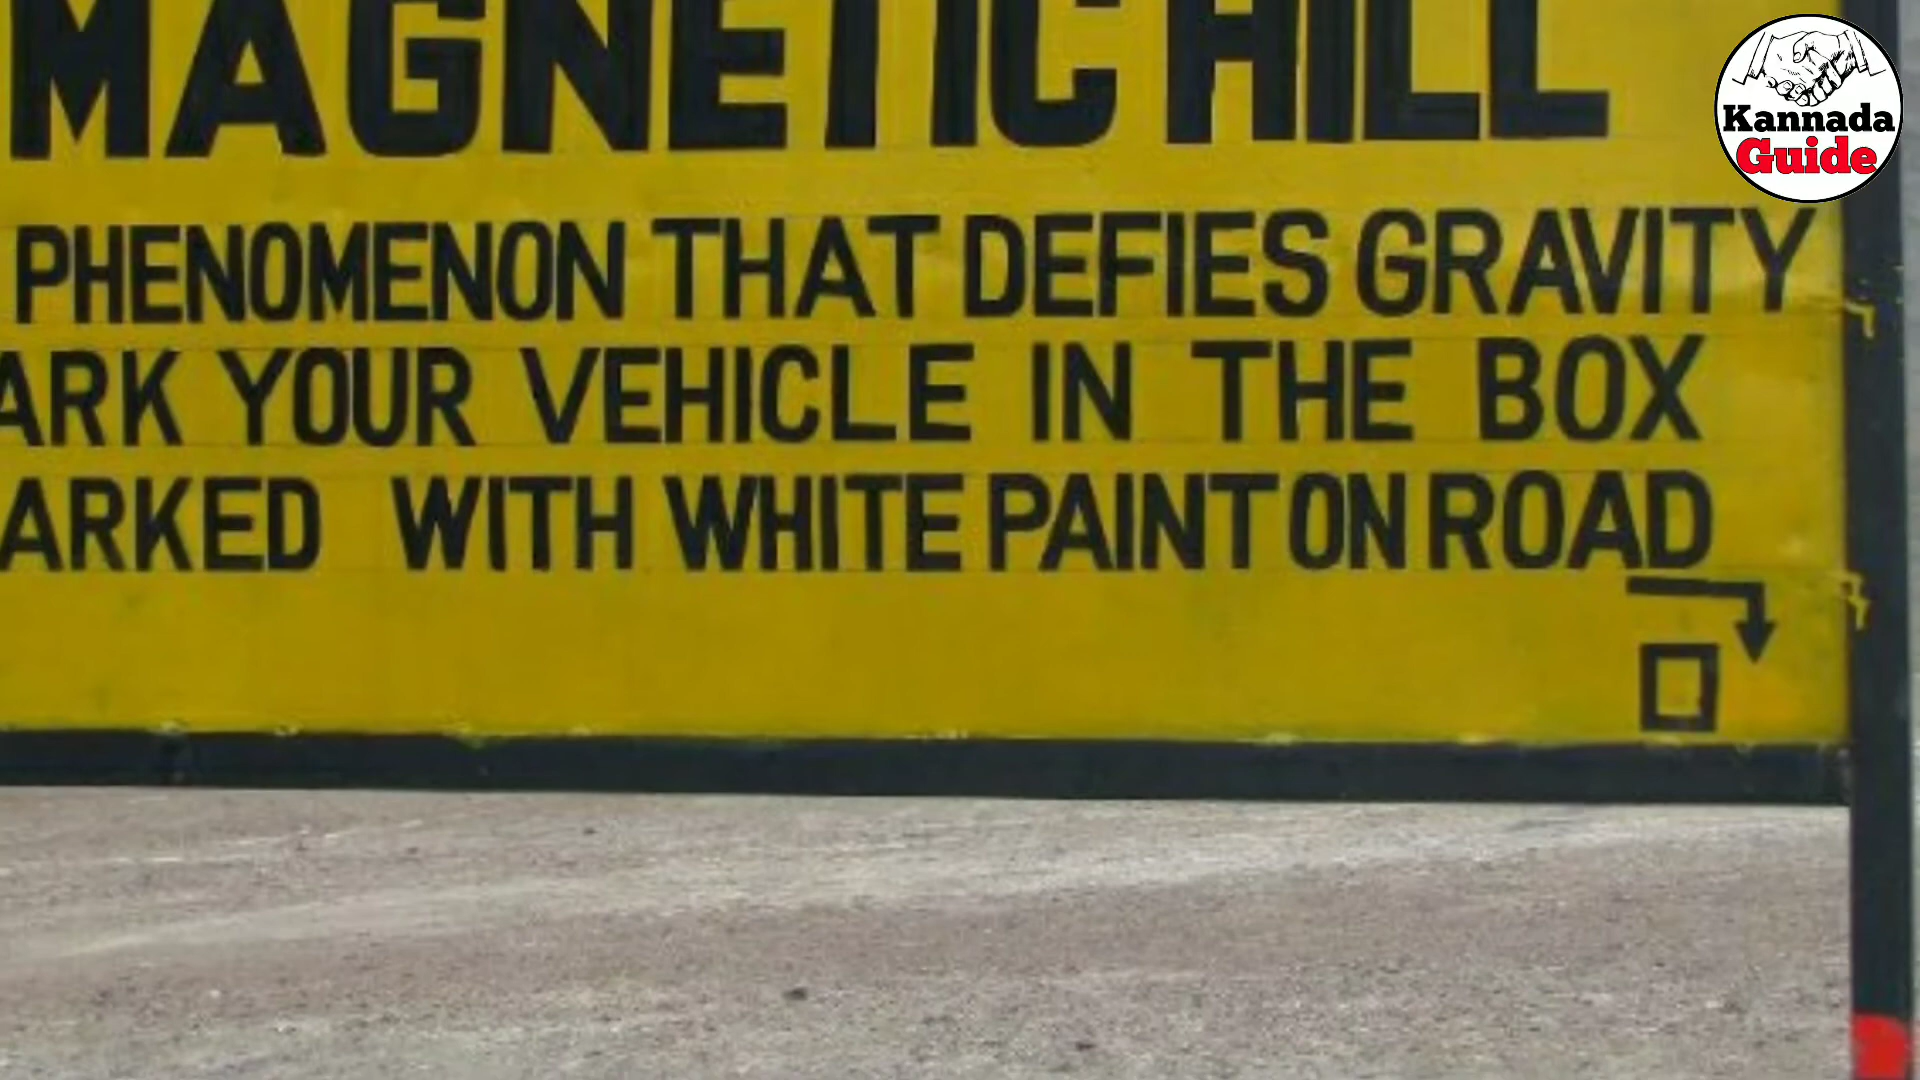 MAGNETIC HILL
PHENOMENON THAT DEFIES GRAVITY
ARK YOUR VEHICLE IN THE BOX
ARKED WITH WHITE PAINT ON ROAD
Kannada
Guide